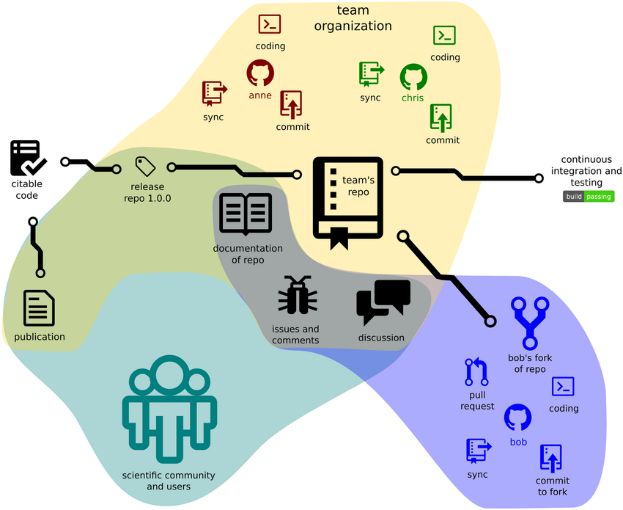 team
organization
coding
coding
anne
chris
sync
sync
commit
commit
citable
code
release
repo 1.0.0
team's
repo
continuous
integration and
testing
build passing
documentation
of repo
publication
issues and
comments
discussion
bob's fork
of repo
pull
request
coding
bob
sync
commit
to fork
scientific community
and users